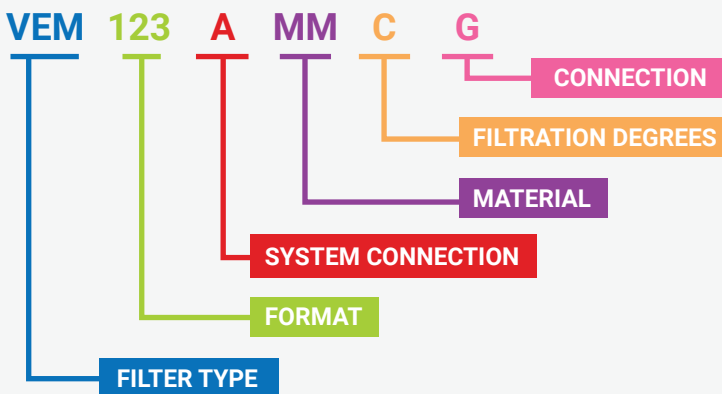 VEM 123 A MM C G
CONNECTION
FILTRATION DEGREES
MATERIAL
SYSTEM CONNECTION
FORMAT
FILTER TYPE